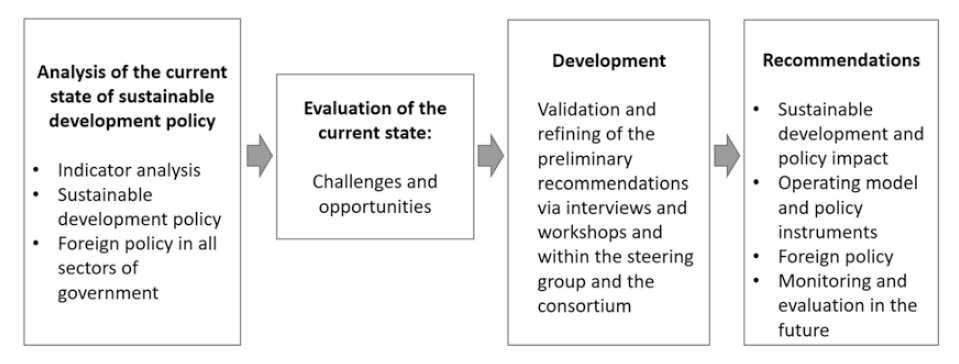 Analysis of the current
state of sustainable
development policy
• Indicator analysis
• Sustainable
development policy
• Foreign policy in all
sectors of
government
Evaluation of the
current state:
Challenges and
opportunities
Development
Validation and
refining of the
preliminary
recommendations
via interviews and
workshops and
within the steering
group and the
consortium
Recommendations
• Sustainable
development and
policy impact
• Operating model
and policy
instruments
• Foreign policy
• Monitoring and
evaluation in the
future